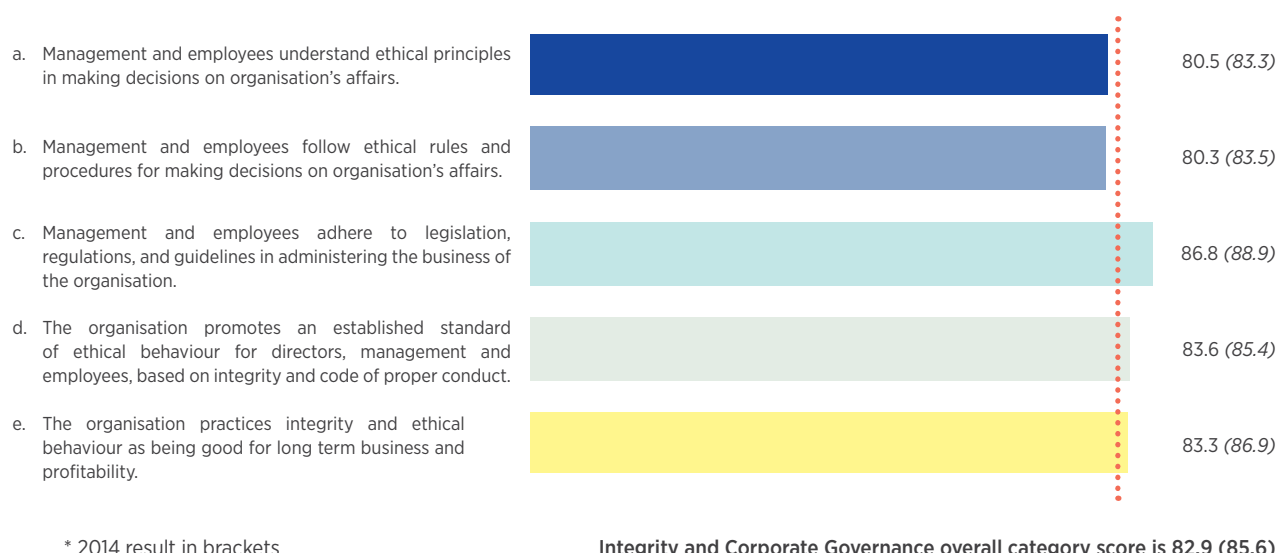 a. Management and employees understand ethical principles
in making decisions on organisation's affairs.
80.5 (83.3)
b. Management and employees follow ethical rules and
procedures for making decisions on organisation's affairs.
80.3 (83.5)
c. Management and employees adhere to legislation,
regulations, and guidelines in administering the business of
the organisation.
86.8 (88.9)
d. The organisation promotes an established standard
of ethical behaviour for directors, management and
employees, based on integrity and code of proper conduct.
83.6 (85.4)
e. The organisation practices integrity and ethical
behaviour as being good for long term business and
profitability.
83.3 (86.9)
* 2014 result in brackets
Integrity and Corporate Governance overall category score is 82.9 (85.6)